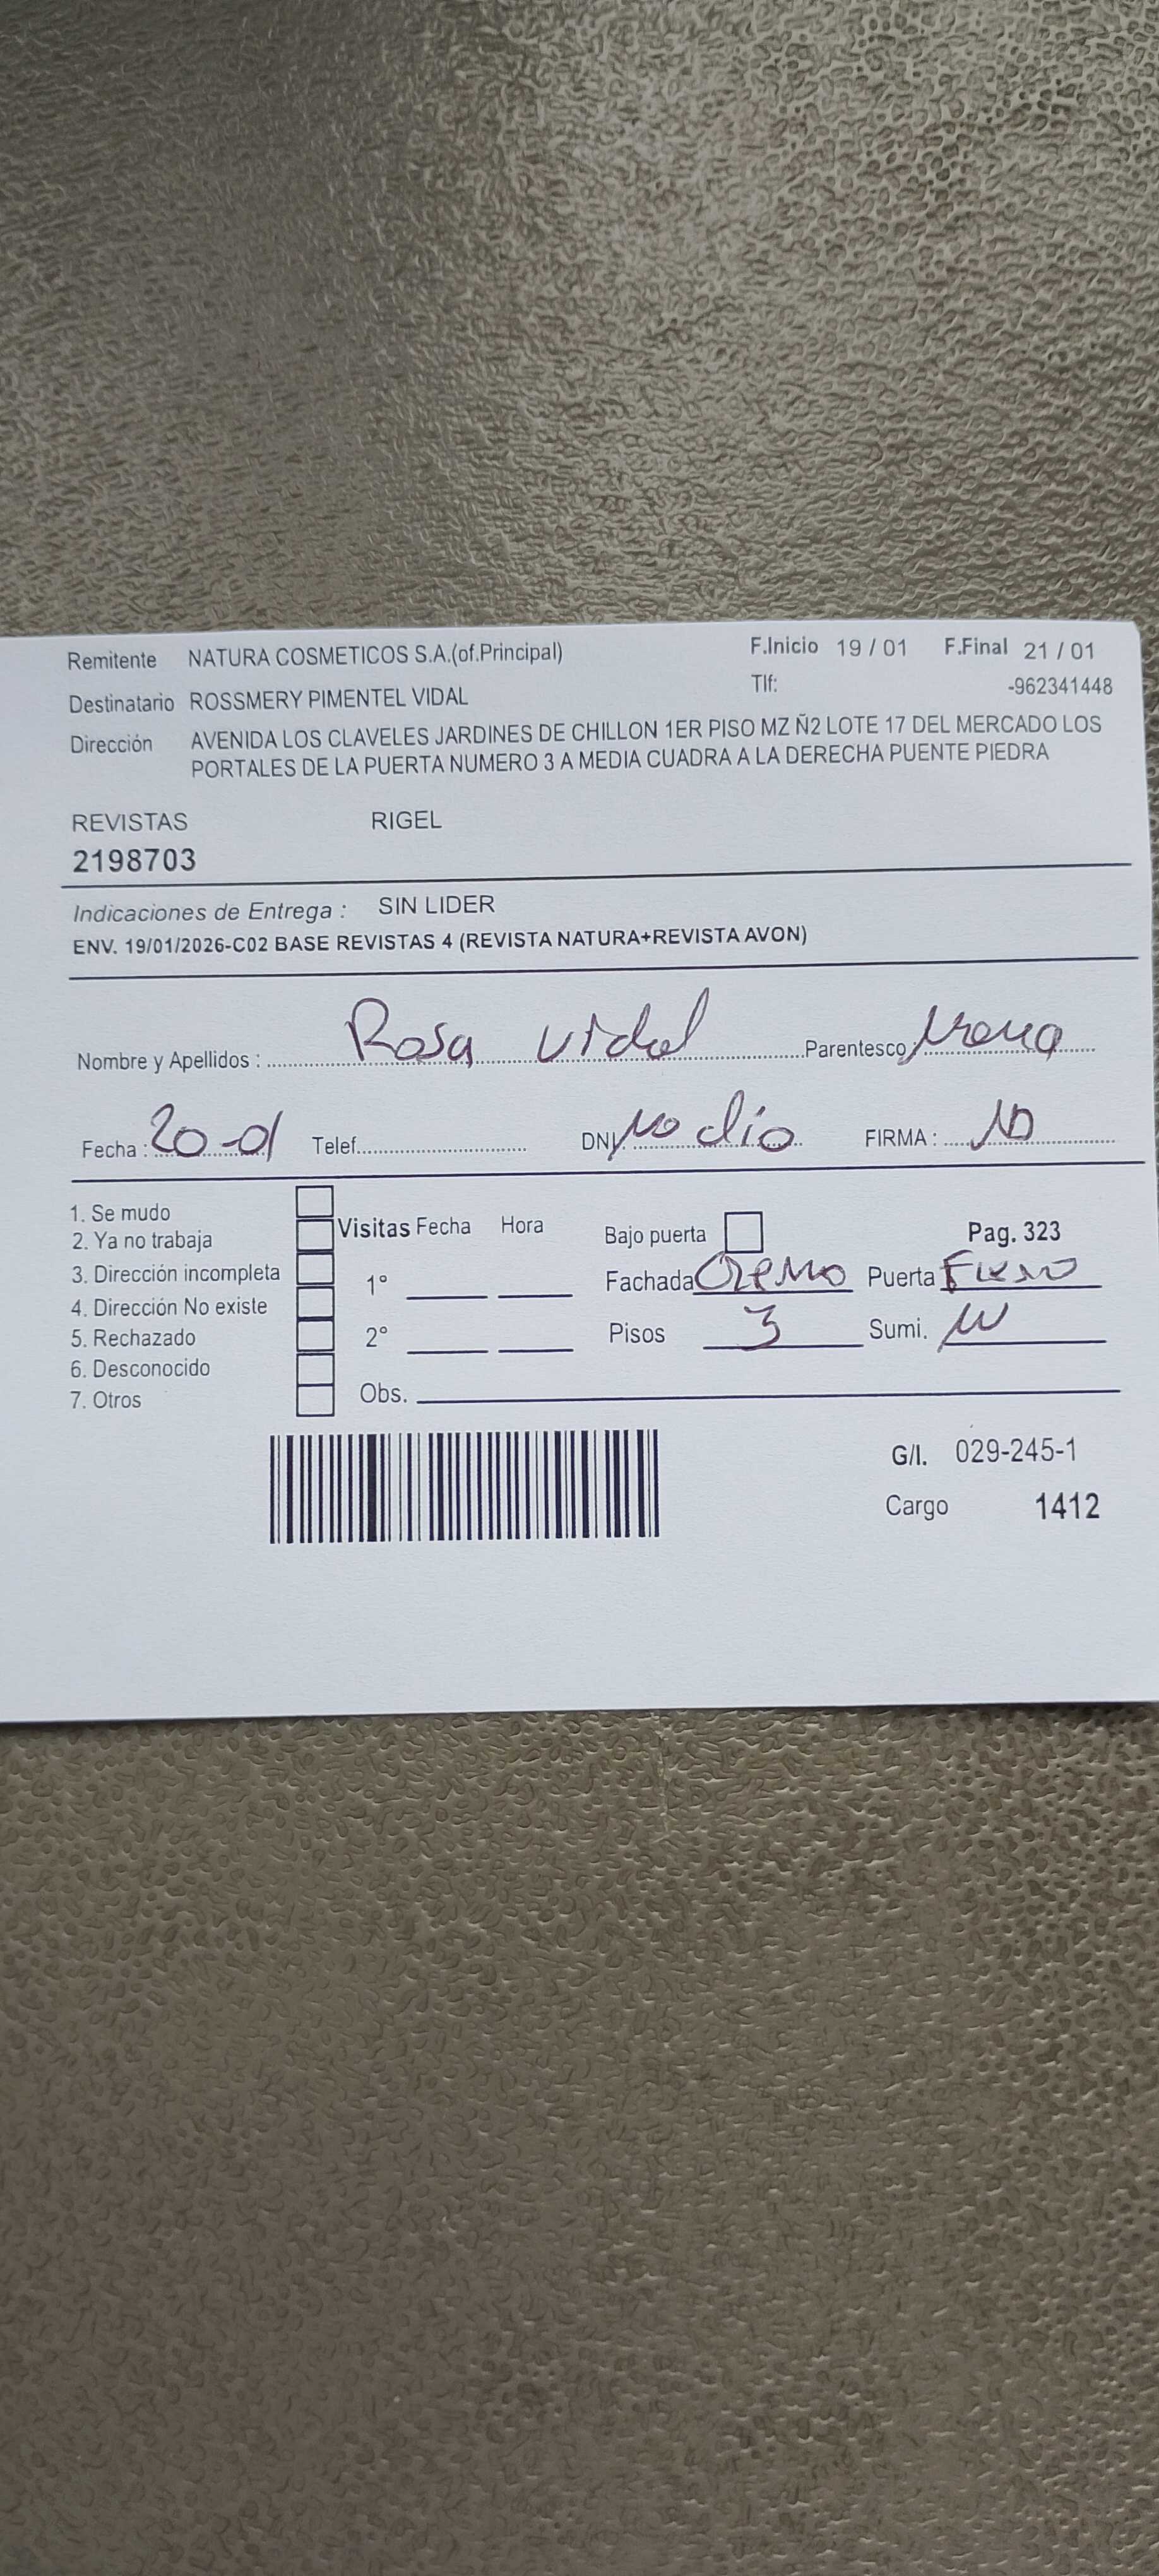 Remitente NATURA COSMETICOS S.A.(of.Principal) F.Inicio 19 / 01 F.Final 21 / 01
Destinatario ROSSMERY PIMENTEL VIDAL Tlf: -962341448
Dirección AVENIDA LOS CLAVELES JARDINES DE CHILLON 1ER PISO MZ Ñ2 LOTE 17 DEL MERCADO LOS
PORTALES DE LA PUERTA NUMERO 3 A MEDIA CUADRA A LA DERECHA PUENTE PIEDRA
REVISTAS RIGEL
2198703
Indicaciones de Entrega : SIN LIDER
ENV. 19/01/2026-C02 BASE REVISTAS 4 (REVISTA NATURA+REVISTA AVON)
Nombre y Apellidos : Rosa Vidal Parentesco:
Fecha : 20-01 Telef. DNI. No dio FIRMA :
1. Se mudo
2. Ya no trabaja
3. Dirección incompleta
4. Dirección No existe
5. Rechazado
6. Desconocido
7. Otros
Visitas Fecha Hora
1°
2°
Obs.
Bajo puerta Pag. 323
Fachada Cremo Puerta Fierro
Pisos 3 Sumi.
G/I. 029-245-1
Cargo 1412